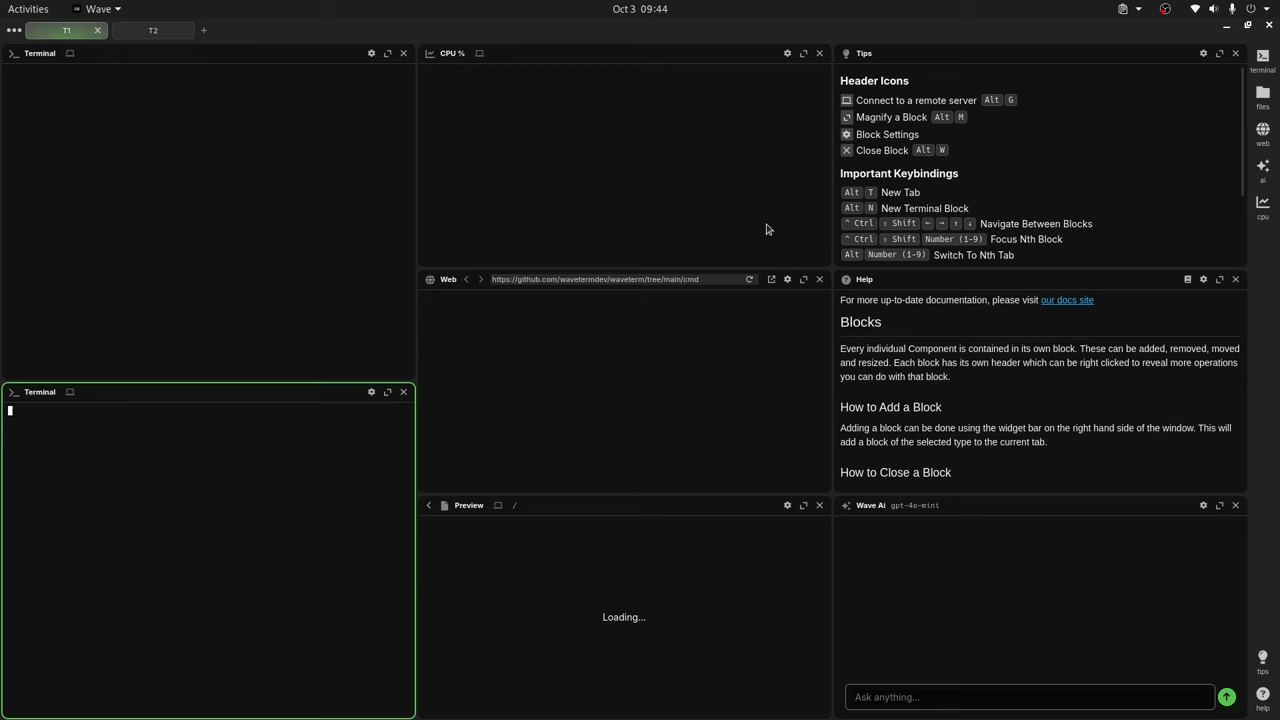 Activities
Wave
Oct 3 09:44
T1
T2
Terminal
CPU %
Tips
Header Icons
Connect to a remote server Alt G
Magnify a Block Alt M
Block Settings
Close Block Alt W
Important Keybindings
Alt T New Tab
Alt N New Terminal Block
^ Ctrl ⇧ Shift ← → ↑ ↓ Navigate Between Blocks
^ Ctrl ⇧ Shift Number (1-9) Focus Nth Block
Alt Number (1-9) Switch To Nth Tab
terminal
files
web
ai
cpu
Web https://github.com/wavetermdev/waveterm/tree/main/cmd
Help
For more up-to-date documentation, please visit our docs site
Blocks
Every individual Component is contained in its own block. These can be added, removed, moved
and resized. Each block has its own header which can be right clicked to reveal more operations
you can do with that block.
How to Add a Block
Adding a block can be done using the widget bar on the right hand side of the window. This will
add a block of the selected type to the current tab.
How to Close a Block
Terminal
Preview /
Loading...
Wave Ai gpt-4o-mini
Ask anything...
tips
help